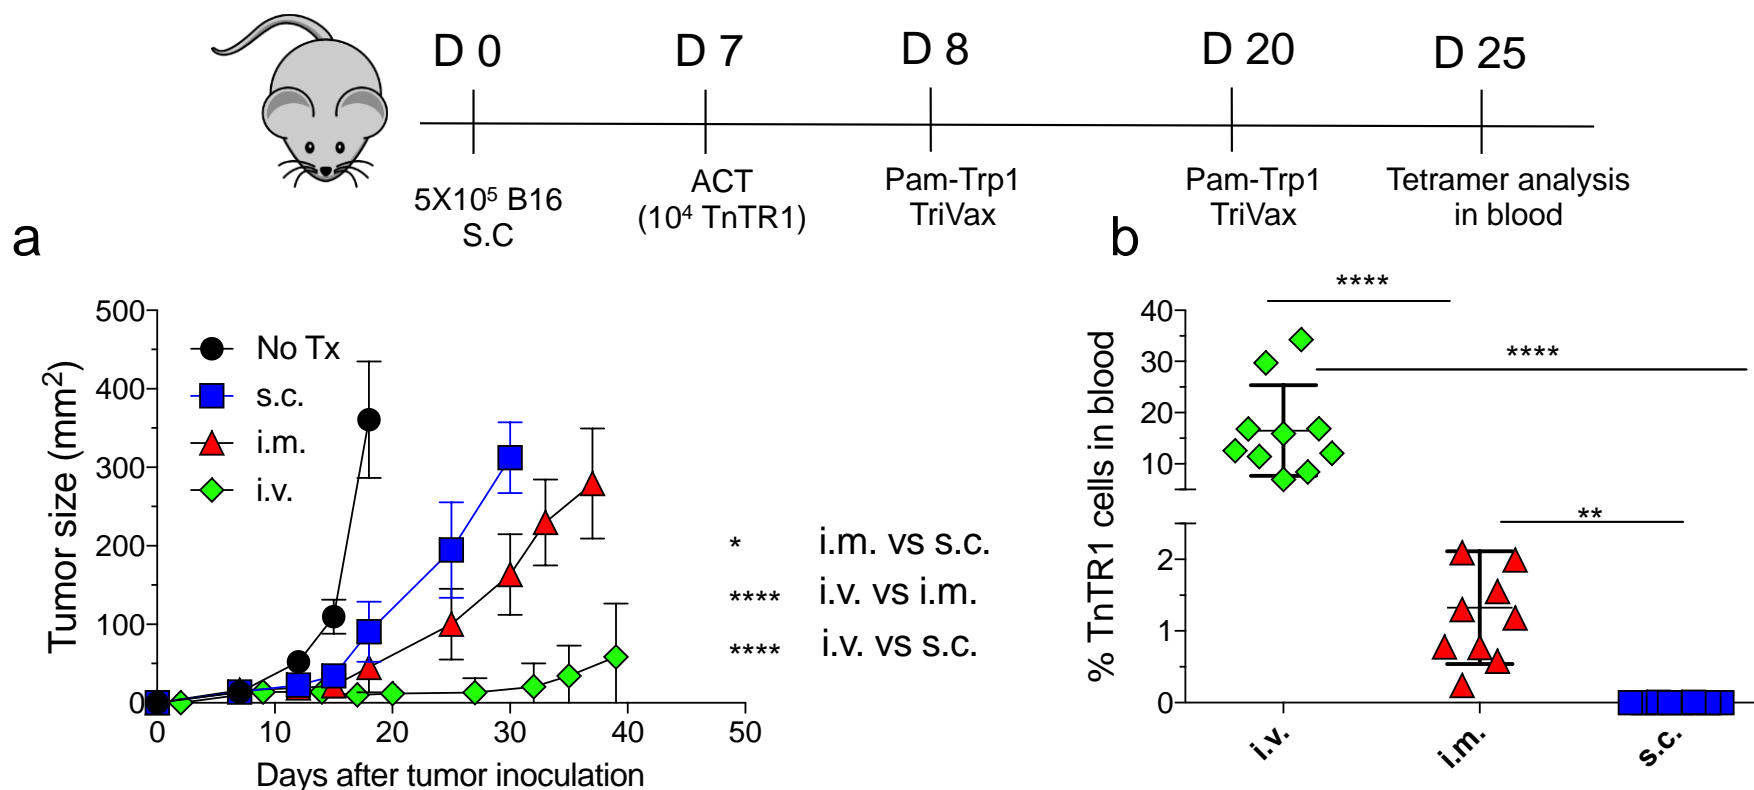 D 0
D 7
D 8
D 20
D 25
5X10⁵ B16
S.C
ACT
(10⁴ TnTR1)
Pam-Trp1
TriVax
Pam-Trp1
TriVax
Tetramer analysis
in blood
a
500
400
300
200
100
0
0
10
20
30
40
50
Tumor size (mm²)
Days after tumor inoculation
No Tx
s.c.
i.m.
i.v.
* i.m. vs s.c.
**** i.v. vs i.m.
**** i.v. vs s.c.
b
****
****
**
% TnTR1 cells in blood
40
30
20
10
2
1
0
i.v.
i.m.
s.c.